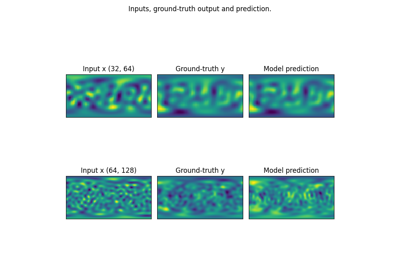 Inputs, ground-truth output and prediction.
Input x (32, 64)
Ground-truth y
Model prediction
Input x (64, 128)
Ground-truth y
Model prediction